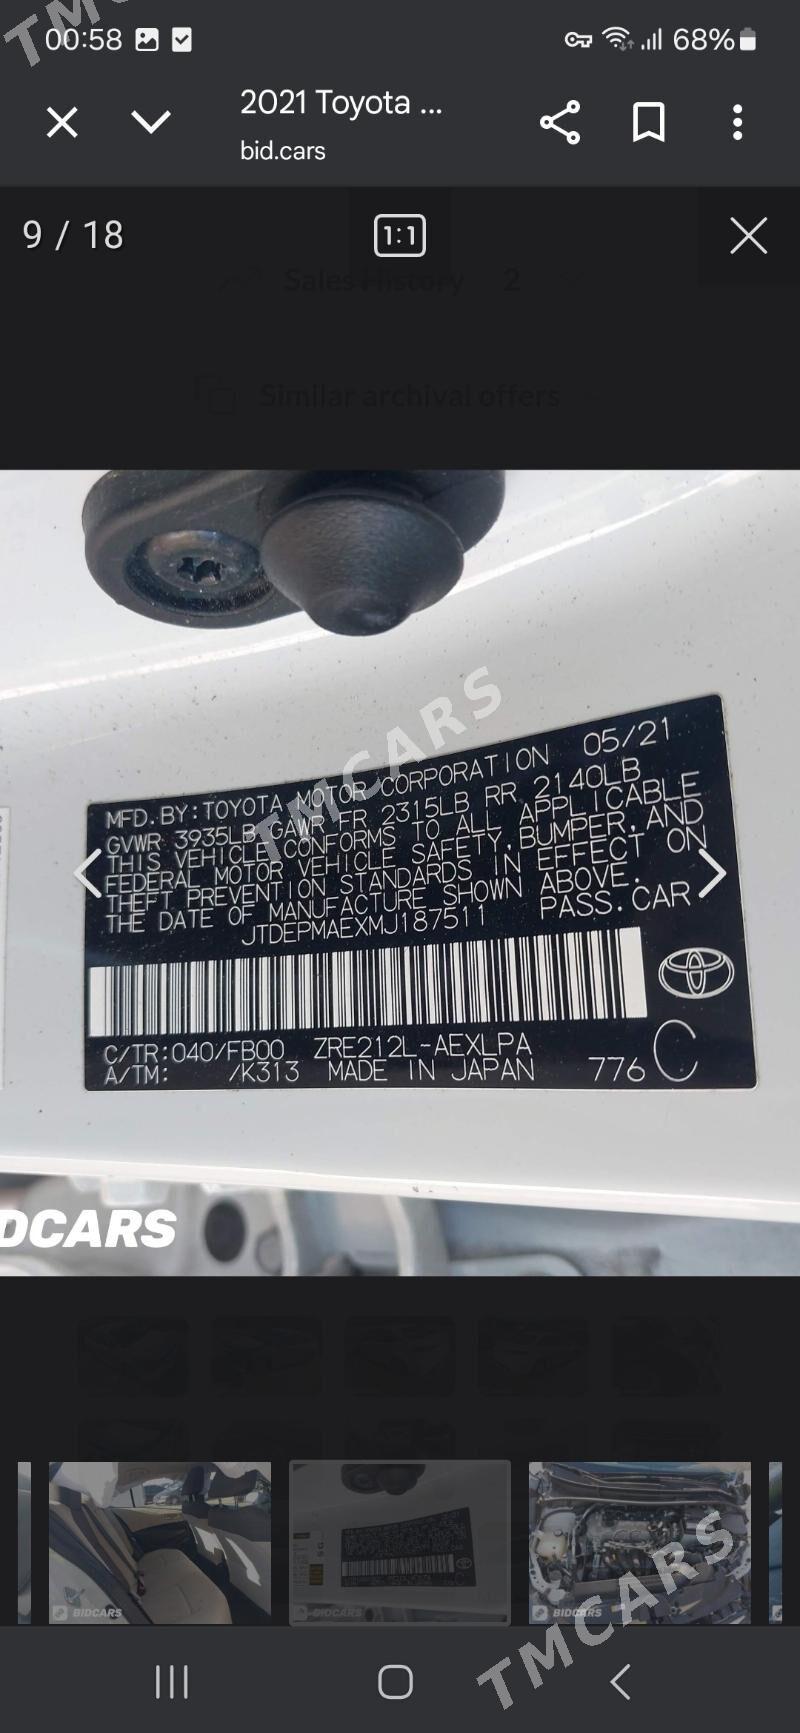 00:58
68%
2021 Toyota ...
bid.cars
9 / 18
1:1
Sales History 2
Similar archival offers
MFD. BY: TOYOTA MOTOR CORPORATION 05/21
GVWR 3935LB GAWR FR 2315LB RR 2140LB
THIS VEHICLE CONFORMS TO ALL APPLICABLE
FEDERAL MOTOR VEHICLE SAFETY, BUMPER, AND
THEFT PREVENTION STANDARDS IN EFFECT ON
THE DATE OF MANUFACTURE SHOWN ABOVE.
JTDEPMAEXMJ187511 PASS. CAR
C/TR: 040/FB00 ZRE212L-AEXLPA
A/TM: /K313 MADE IN JAPAN 776 C
DCARS
BIDCARS
BIDCARS
BIDCARS
TMCARS
TMCARS